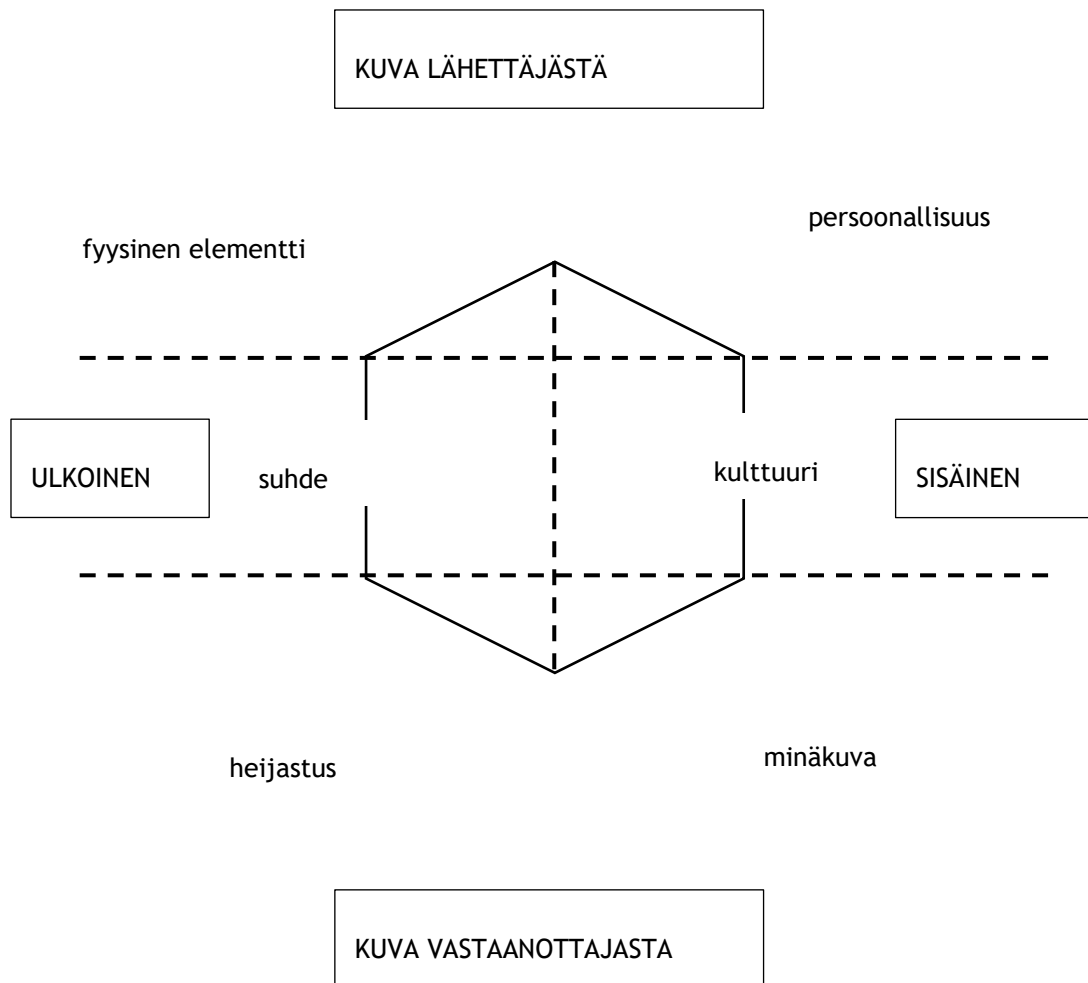 KUVA LÄHETTÄJÄSTÄ
persoonallisuus
fyysinen elementti
ULKOINEN
suhde
kulttuuri
SISÄINEN
heijastus
minäkuva
KUVA VASTAANOTTAJASTA